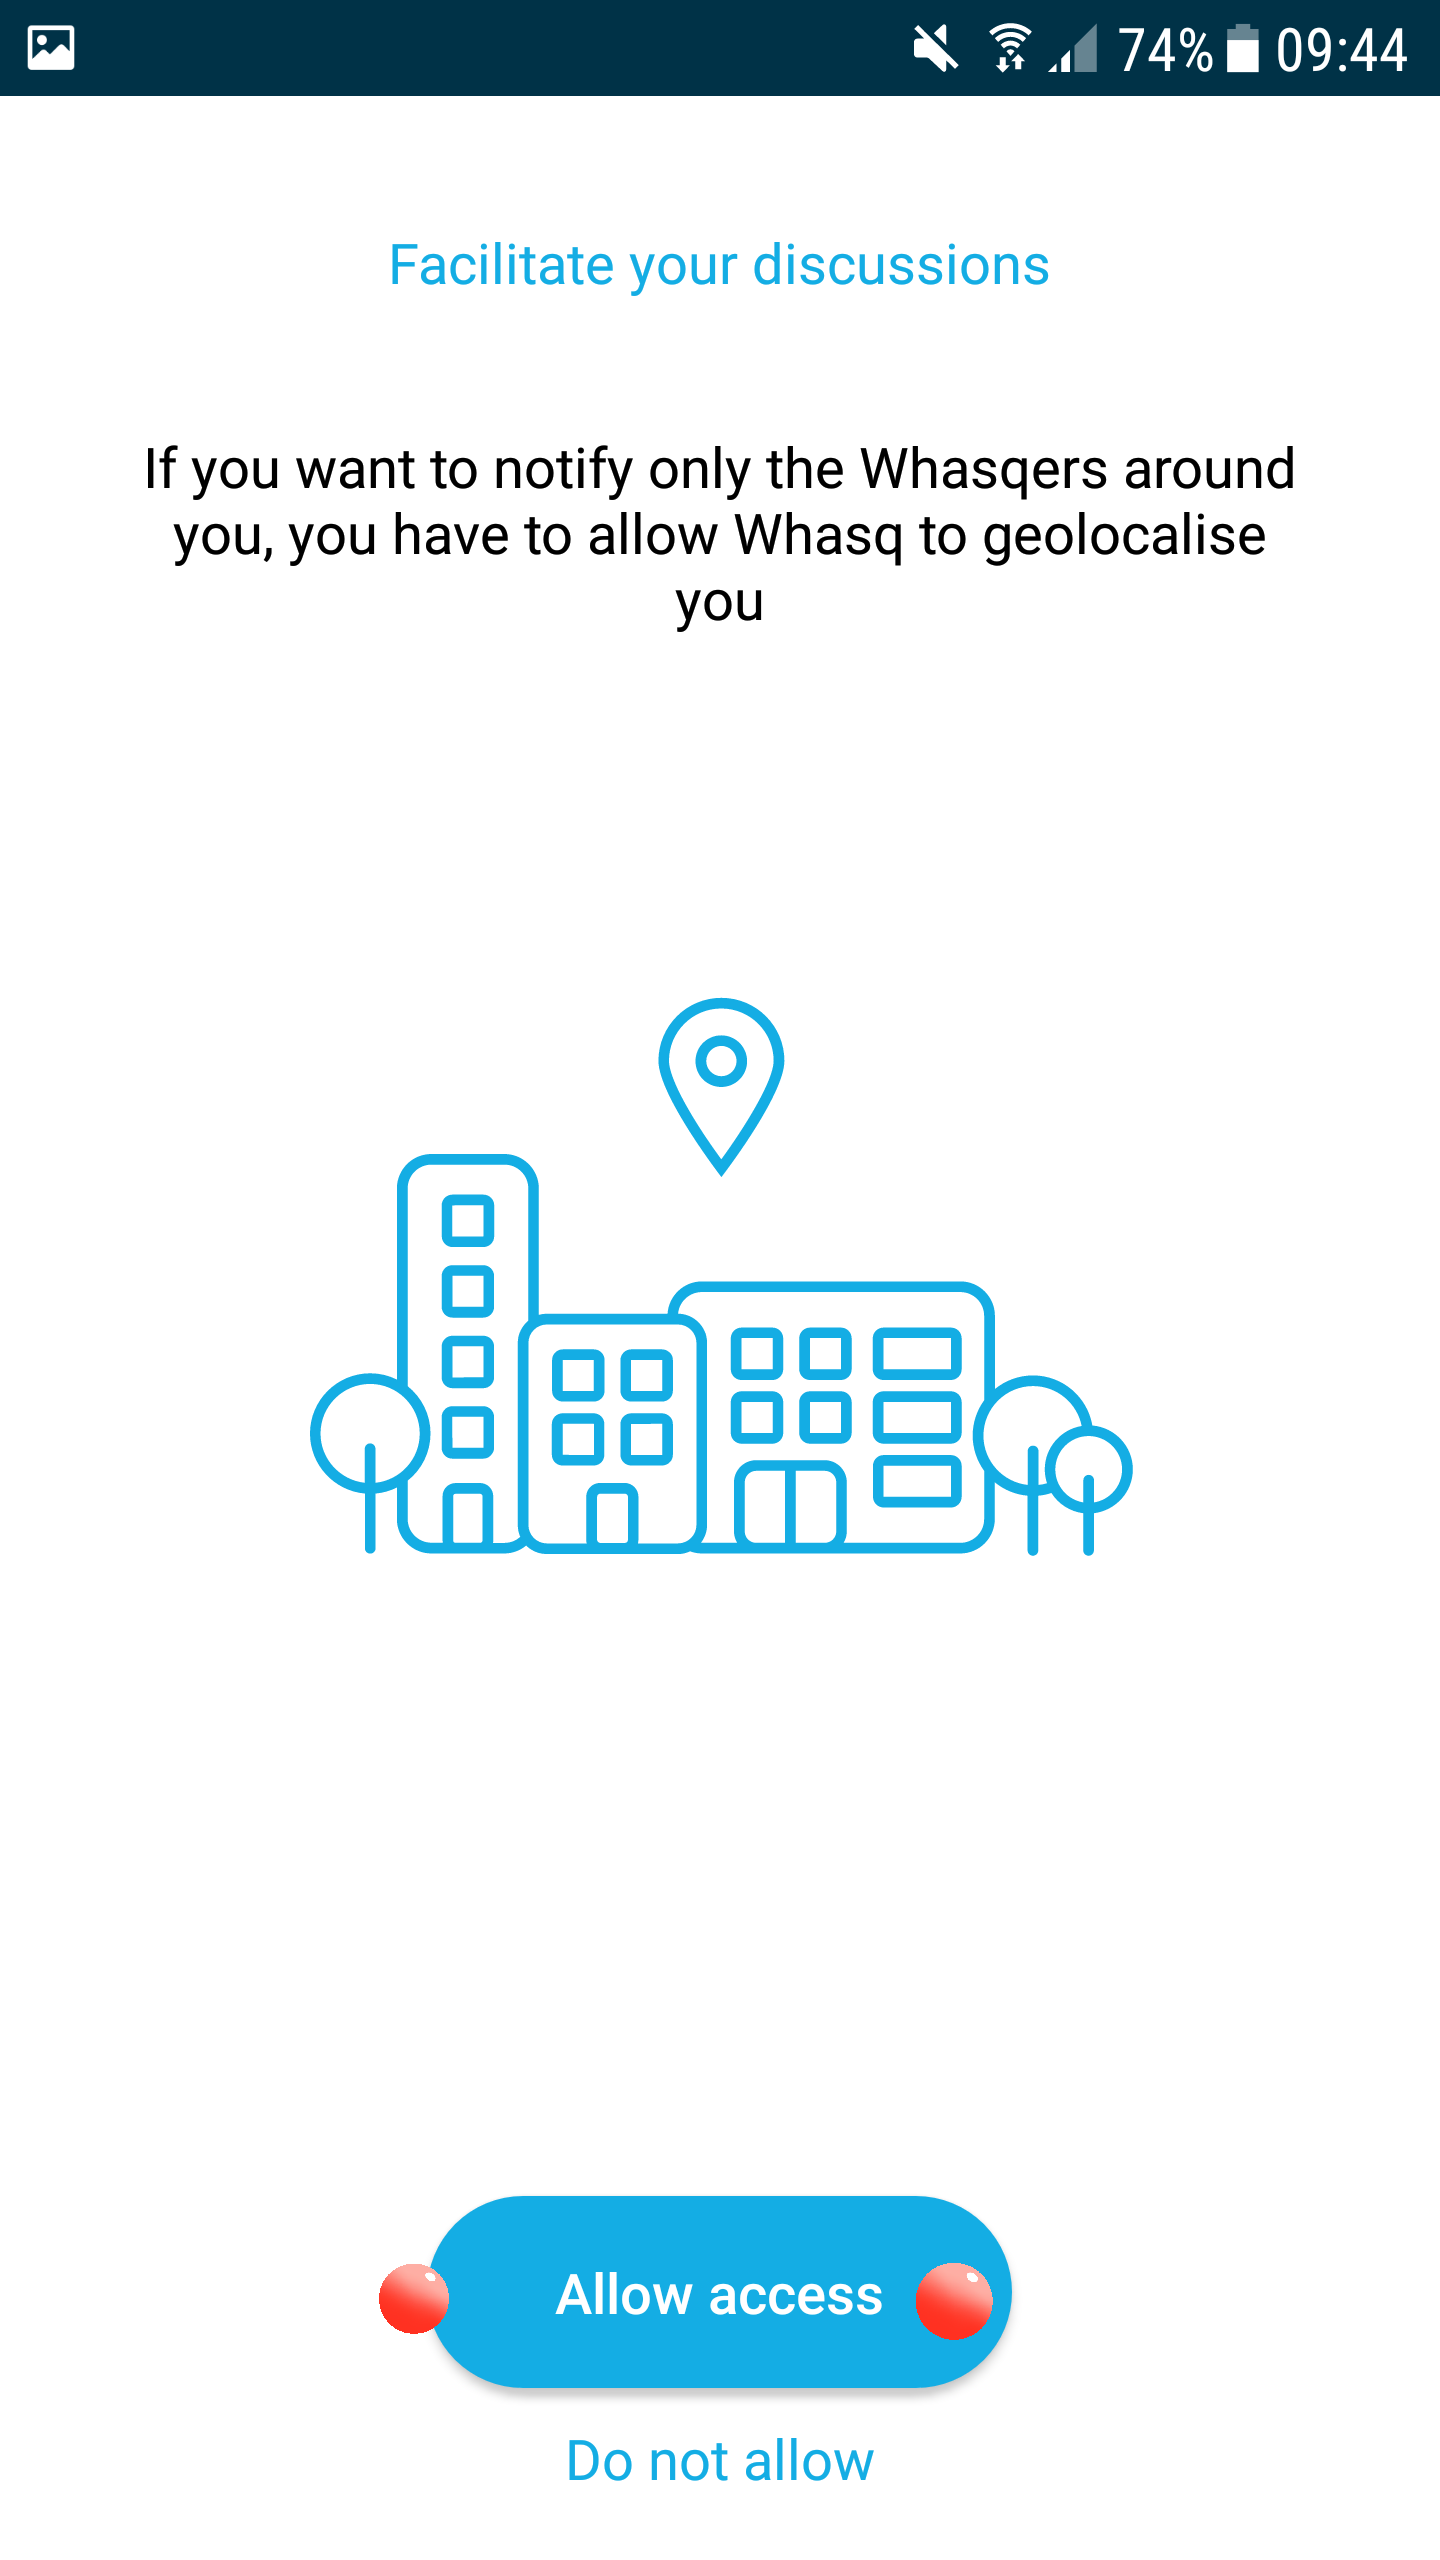 74% 09:44
Facilitate your discussions
If you want to notify only the Whasqers around
you, you have to allow Whasq to geolocalise
you
Allow access
Do not allow